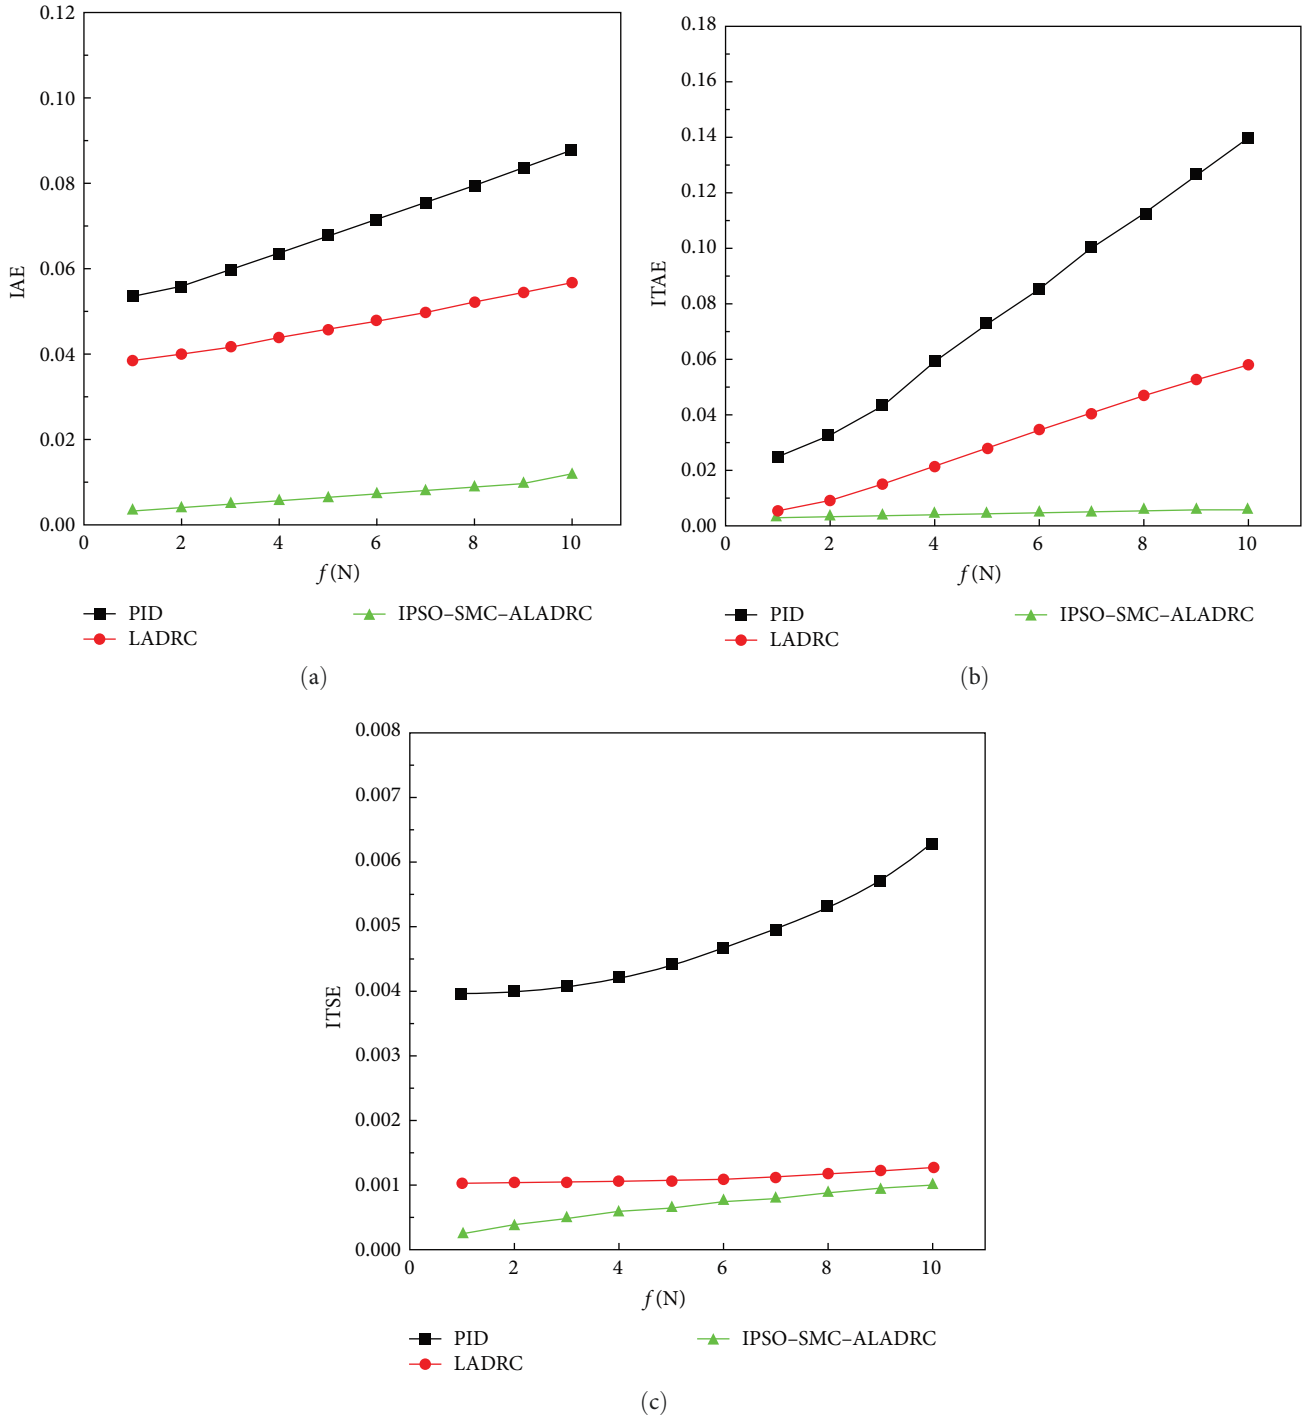 0.12
0.10
0.08
0.06
0.04
0.02
0.00
IAE
0 2 4 6 8 10
f (N)
PID
LADRC
IPSO–SMC–ALADRC
(a)
0.18
0.16
0.14
0.12
0.10
0.08
0.06
0.04
0.02
0.00
ITAE
0 2 4 6 8 10
f (N)
PID
LADRC
IPSO–SMC–ALADRC
(b)
0.008
0.007
0.006
0.005
0.004
0.003
0.002
0.001
0.000
ITSE
0 2 4 6 8 10
f (N)
PID
LADRC
IPSO–SMC–ALADRC
(c)